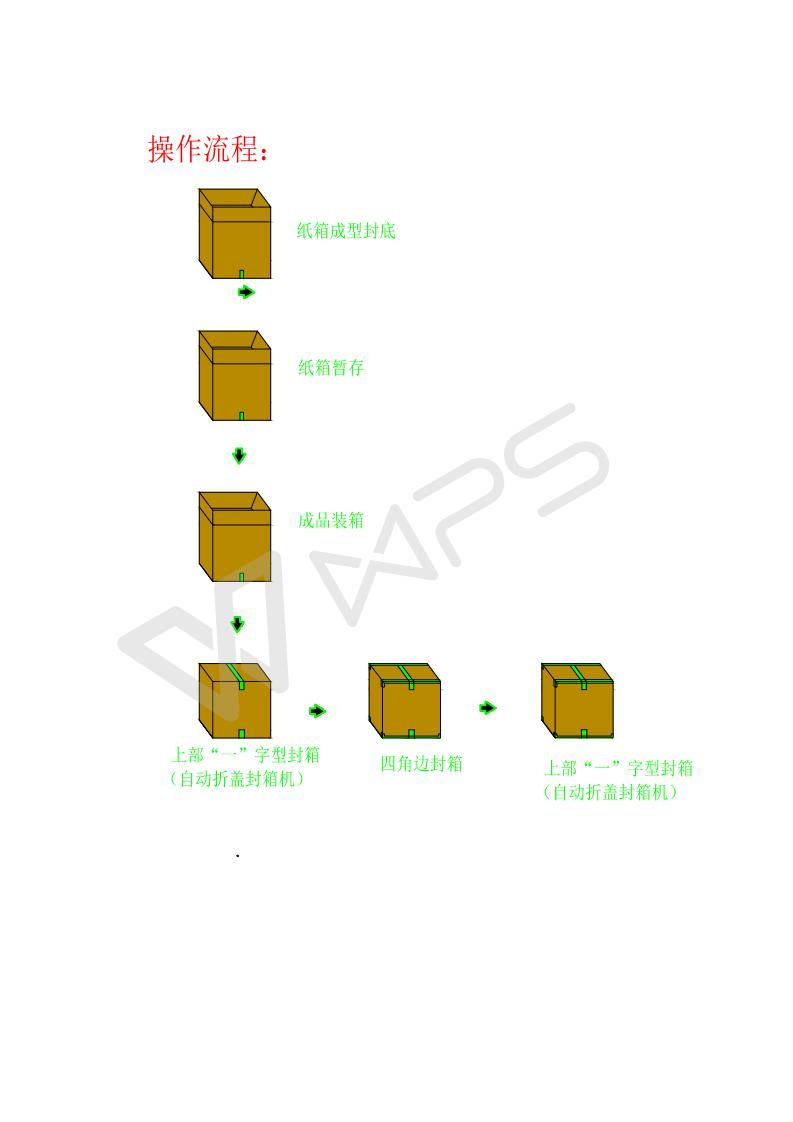 操作流程：
纸箱成型封底
纸箱暂存
成品装箱
WPS
上部“一”字型封箱
（自动折盖封箱机）
四角边封箱
上部“一”字型封箱
（自动折盖封箱机）